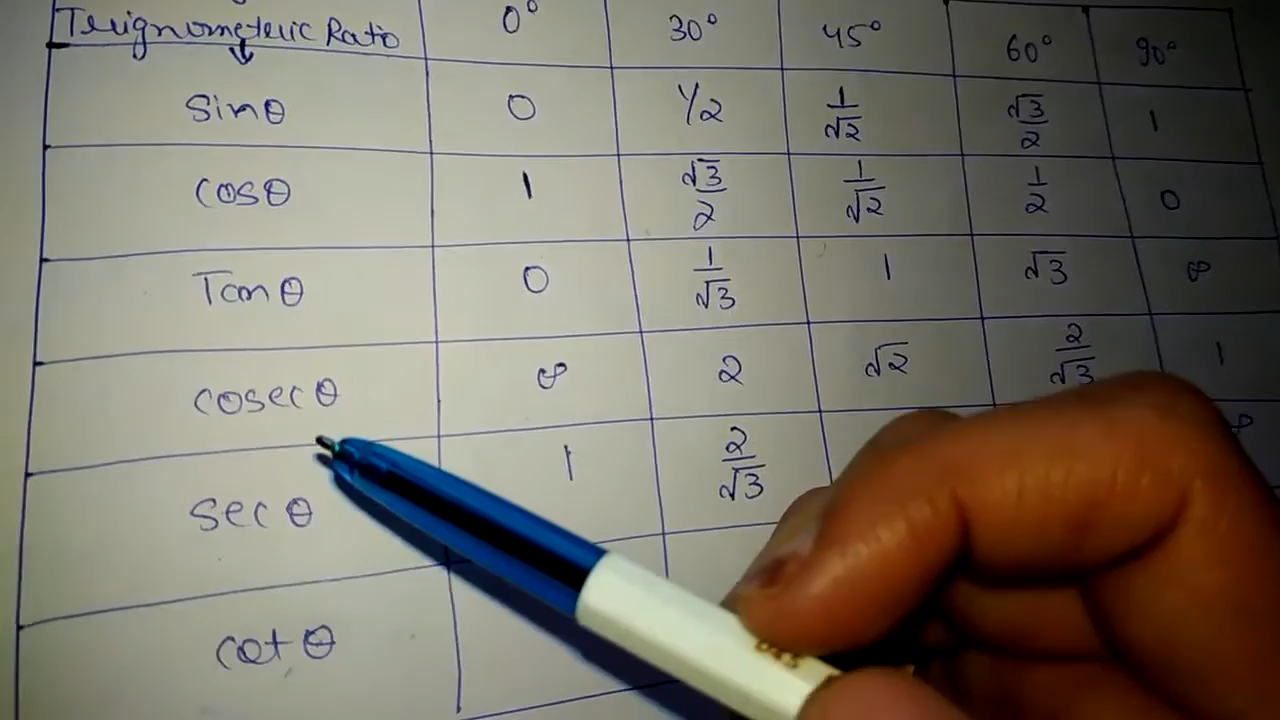 Terignometeric Ratio 0° 30° 45° 60° 90°
Sinθ 0 1/2 1/√2 √3/2 1
cosθ 1 √3/2 1/√2 1/2 0
Tanθ 0 1/√3 1 √3 ∞
cosecθ ∞ 2 √2 2/√3 1
secθ 1 2/√3 ∞
cotθ